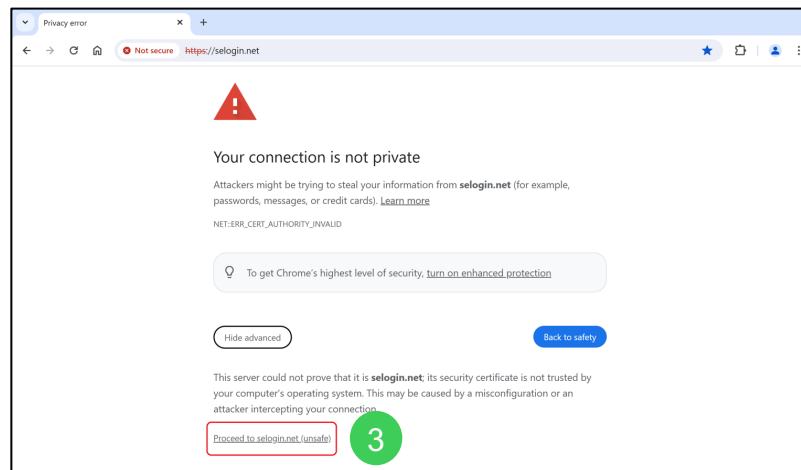 Privacy error
Not secure https://selogin.net
Your connection is not private
Attackers might be trying to steal your information from selogin.net (for example,
passwords, messages, or credit cards). Learn more
NET::ERR_CERT_AUTHORITY_INVALID
To get Chrome's highest level of security, turn on enhanced protection
Hide advanced
Back to safety
This server could not prove that it is selogin.net; its security certificate is not trusted by
your computer's operating system. This may be caused by a misconfiguration or an
attacker intercepting your connection.
Proceed to selogin.net (unsafe)
3